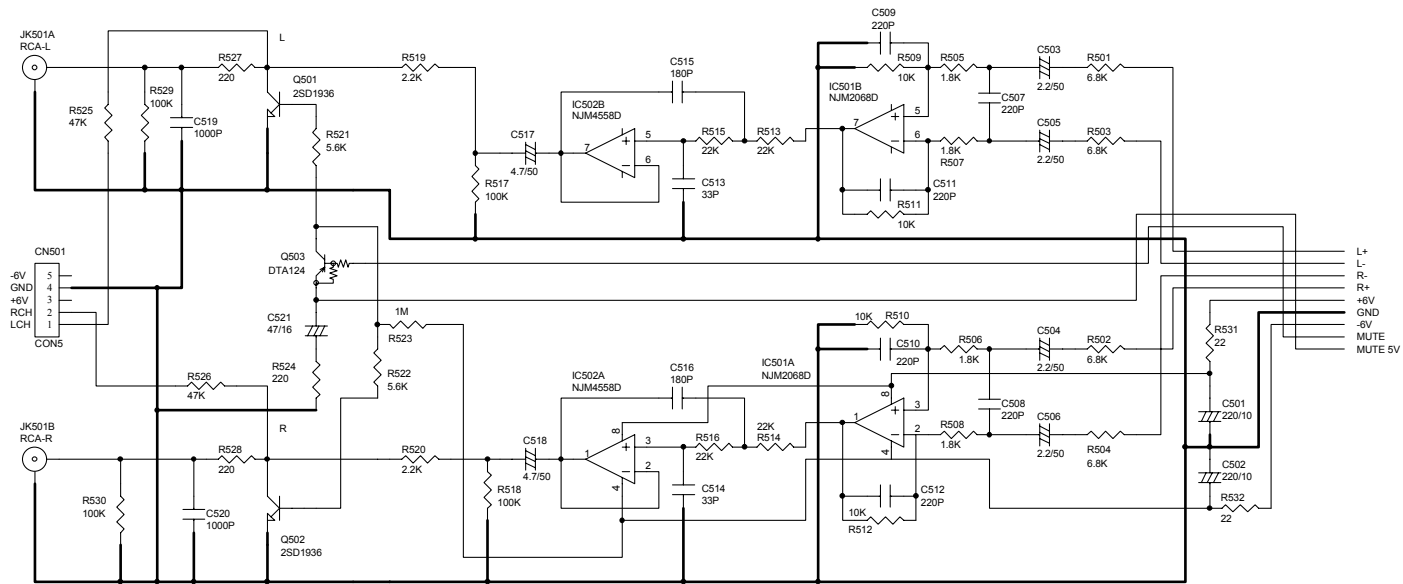 JK501A
RCA-L
R527
220
L
Q501
2SD1936
R525
47K
R529
100K
C519
1000P
R521
5.6K
R519
2.2K
C517
4.7/50
R517
100K
IC502B
NJM4558D
7
5
6
C515
180P
R515
22K
R513
22K
C513
33P
IC501B
NJM2068D
7
5
6
C509
220P
R509
10K
R505
1.8K
C503
2.2/50
R501
6.8K
C507
220P
1.8K
R507
C505
2.2/50
R503
6.8K
C511
220P
R511
10K
CN501
-6V
GND
+6V
RCH
LCH
5
4
3
2
1
CON5
Q503
DTA124
C521
47/16
R524
220
1M
R523
R522
5.6K
R526
47K
L+
L-
R-
R+
+6V
GND
-6V
MUTE
MUTE 5V
JK501B
RCA-R
R528
220
R
R530
100K
C520
1000P
Q502
2SD1936
R520
2.2K
C518
4.7/50
R518
100K
IC502A
NJM4558D
8
1
3
2
4
C516
180P
R516
22K
22K
R514
C514
33P
IC501A
NJM2068D
8
1
3
2
4
10K
R510
C510
220P
R506
1.8K
C504
2.2/50
R502
6.8K
C508
220P
R508
1.8K
C506
2.2/50
R504
6.8K
C512
220P
10K
R512
R531
22
C501
220/10
C502
220/10
R532
22